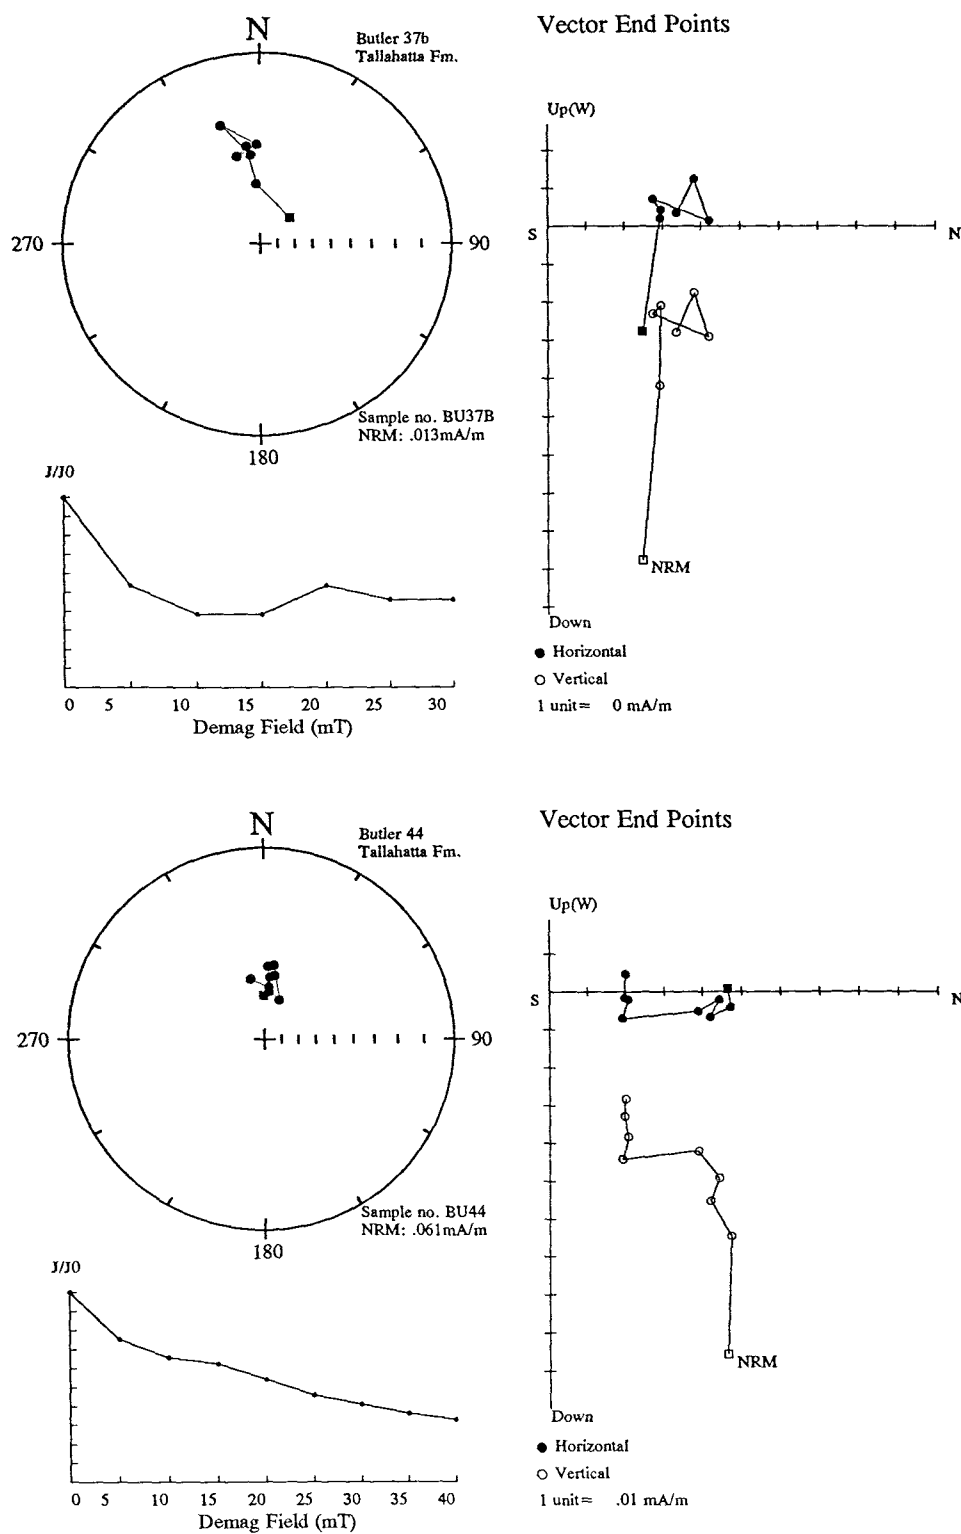 N
Butler 37b
Tallahatta Fm.
270
90
180
Sample no. BU37B
NRM: .013mA/m
Vector End Points
Up(W)
S
N
NRM
Down
Horizontal
Vertical
1 unit= 0 mA/m
J/J0
0 5 10 15 20 25 30
Demag Field (mT)
N
Butler 44
Tallahatta Fm.
270
90
180
Sample no. BU44
NRM: .061mA/m
Vector End Points
Up(W)
S
N
NRM
Down
Horizontal
Vertical
1 unit= .01 mA/m
J/J0
0 5 10 15 20 25 30 35 40
Demag Field (mT)